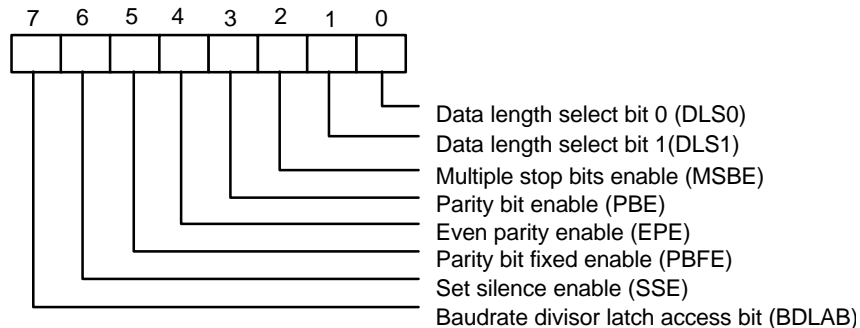 7 6 5 4 3 2 1 0
Data length select bit 0 (DLS0)
Data length select bit 1(DLS1)
Multiple stop bits enable (MSBE)
Parity bit enable (PBE)
Even parity enable (EPE)
Parity bit fixed enable (PBFE)
Set silence enable (SSE)
Baudrate divisor latch access bit (BDLAB)